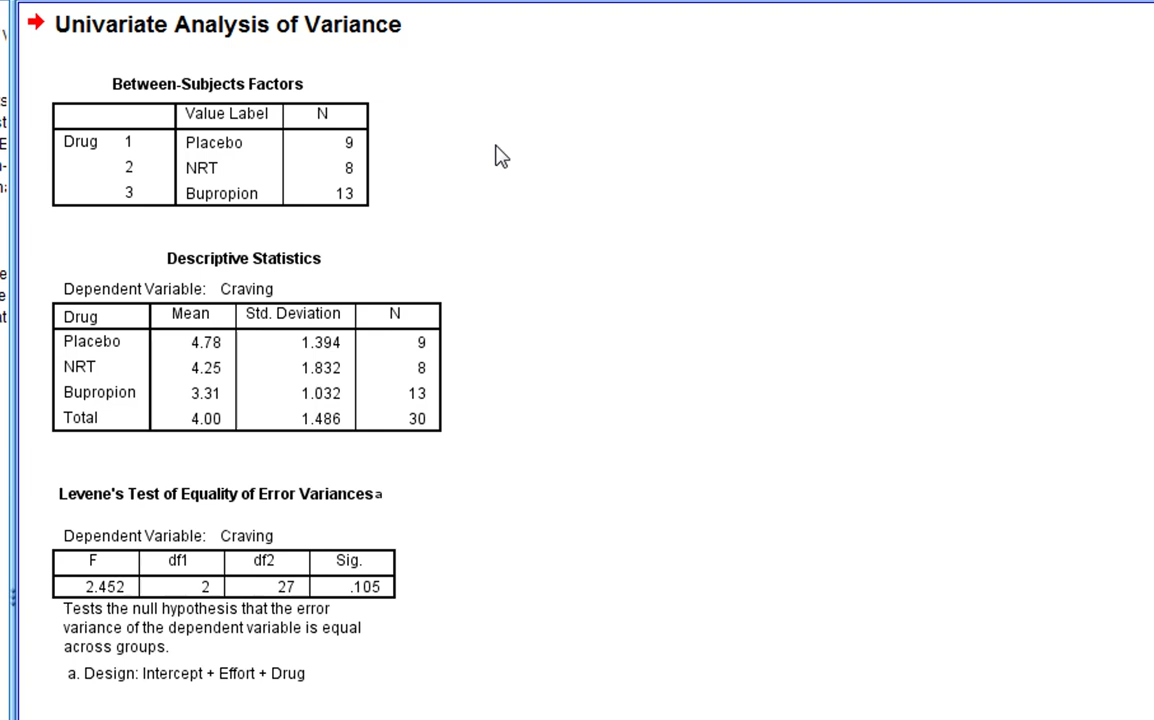 Univariate Analysis of Variance
Between-Subjects Factors
Value Label N
Drug 1 Placebo 9
2 NRT 8
3 Bupropion 13
Descriptive Statistics
Dependent Variable: Craving
Drug Mean Std. Deviation N
Placebo 4.78 1.394 9
NRT 4.25 1.832 8
Bupropion 3.31 1.032 13
Total 4.00 1.486 30
Levene's Test of Equality of Error Variancesa
Dependent Variable: Craving
F df1 df2 Sig.
2.452 2 27 .105
Tests the null hypothesis that the error
variance of the dependent variable is equal
across groups.
a. Design: Intercept + Effort + Drug